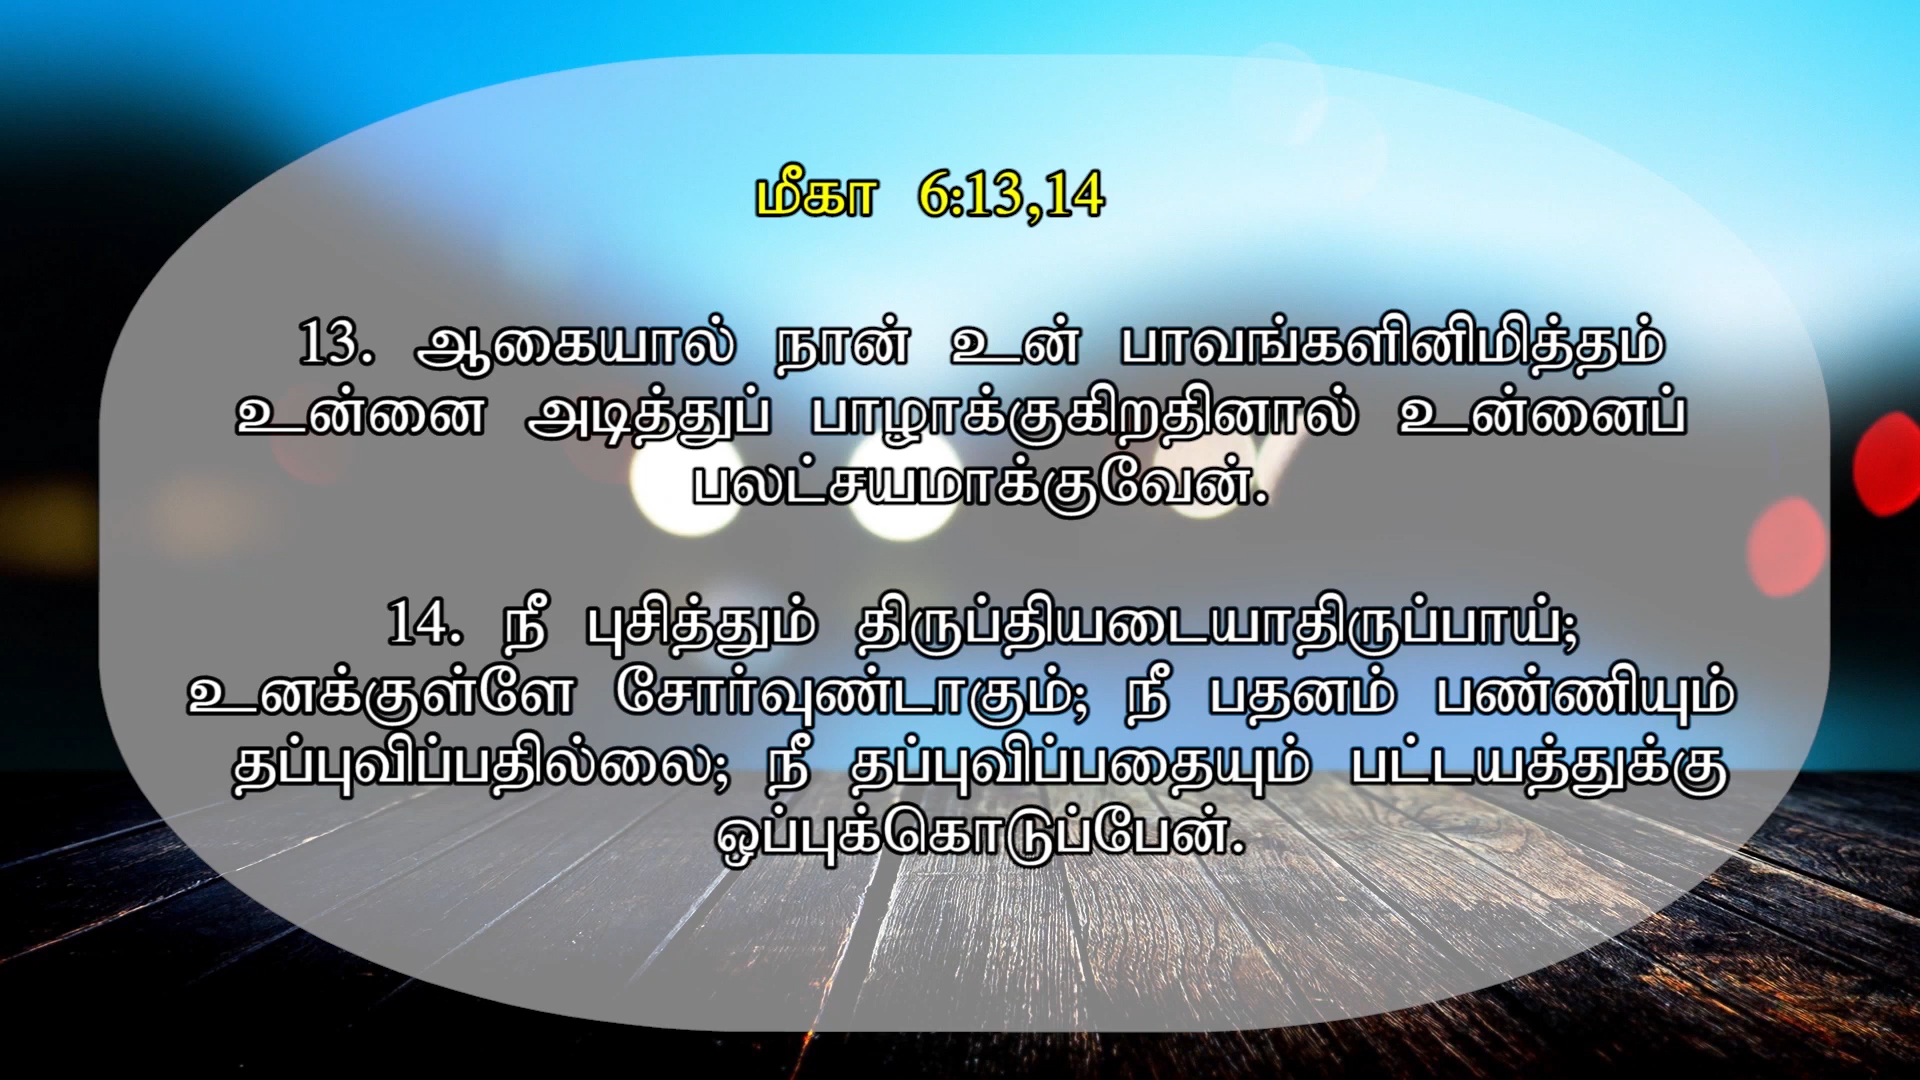 மீகா 6:13,14
13. ஆகையால் நான் உன் பாவங்களினிமித்தம்
உன்னை அடித்துப் பாழாக்குகிறதினால் உன்னைப்
பலட்சயமாக்குவேன்.
14. நீ புசித்தும் திருப்தியடையாதிருப்பாய்;
உனக்குள்ளே சோர்வுண்டாகும்; நீ பதனம் பண்ணியும்
தப்புவிப்பதில்லை; நீ தப்புவிப்பதையும் பட்டயத்துக்கு
ஒப்புக்கொடுப்பேன்.